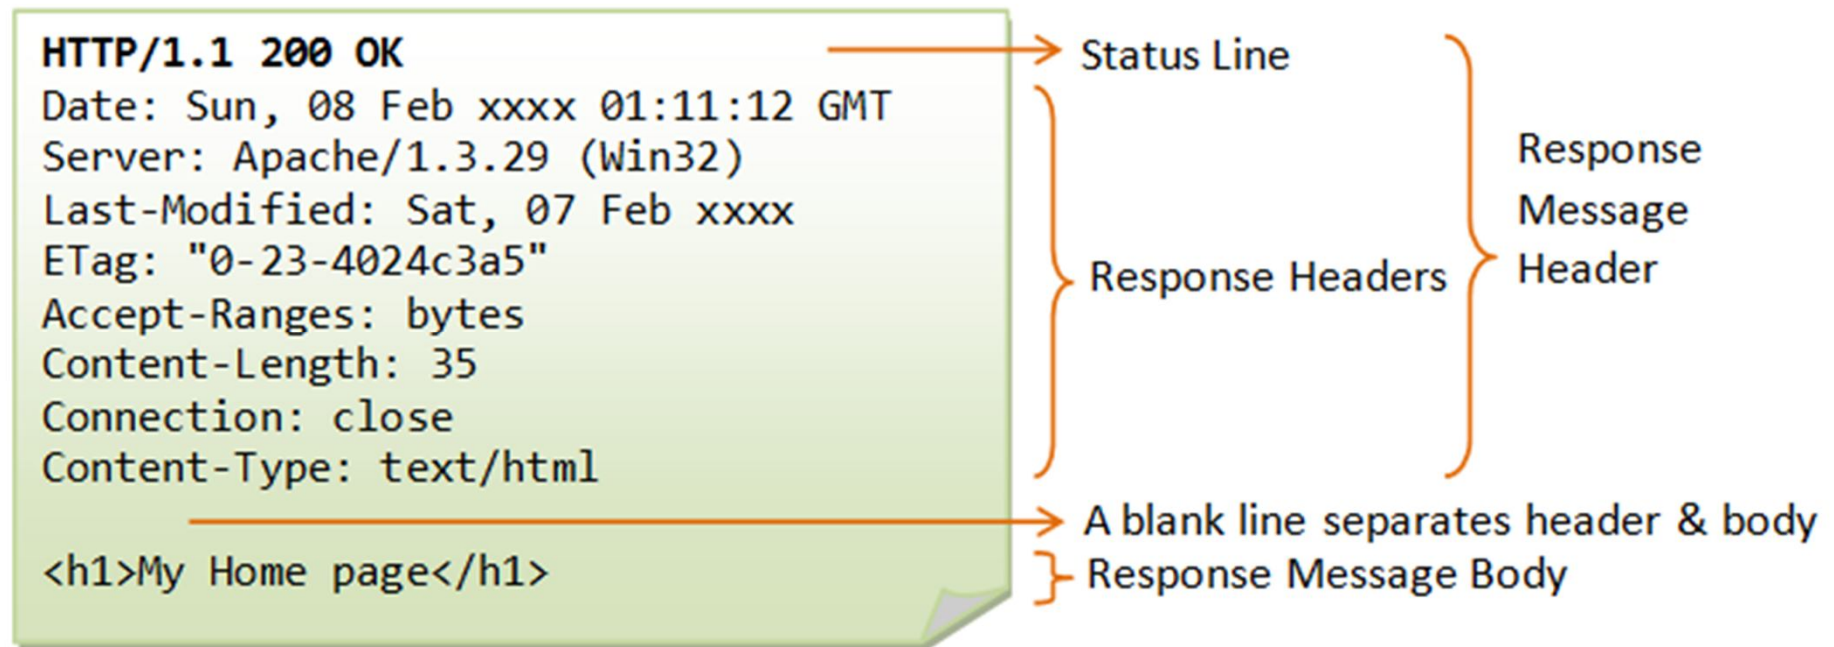 HTTP/1.1 200 OK
Date: Sun, 08 Feb xxxx 01:11:12 GMT
Server: Apache/1.3.29 (Win32)
Last-Modified: Sat, 07 Feb xxxx
ETag: "0-23-4024c3a5"
Accept-Ranges: bytes
Content-Length: 35
Connection: close
Content-Type: text/html
<h1>My Home page</h1>
Status Line
Response Headers
Response
Message
Header
A blank line separates header & body
Response Message Body